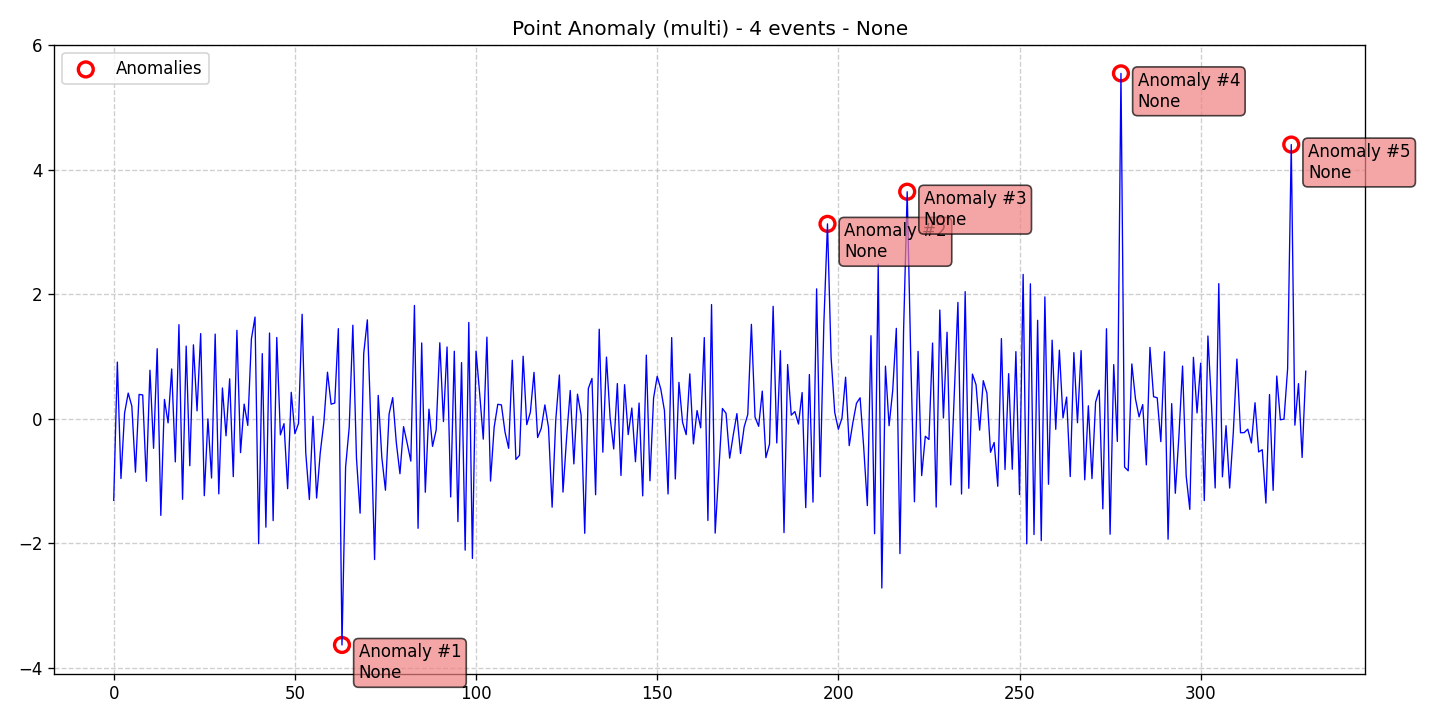 Point Anomaly (multi) - 4 events - None
6
4
2
0
−2
−4
Anomalies
Anomaly #4
None
Anomaly #5
None
Anomaly #3
None
Anomaly #2
None
Anomaly #1
None
0
50
100
150
200
250
300